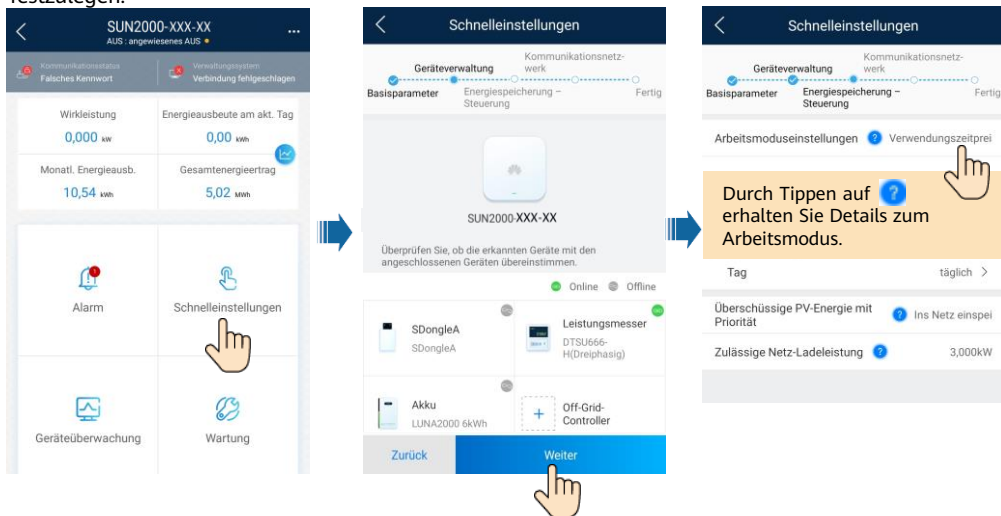 festzulegen.
SUN2000-XXX-XX
AUS : angewiesenes AUS
...
Kommunikationsstatus
Falsches Kennwort
Verwaltungssystem
Verbindung fehlgeschlagen
Wirkleistung
0,000 kW
Energieausbeute am akt. Tag
0,00 kWh
Monatl. Energieausb.
10,54 kWh
Gesamtenergieertrag
5,02 MWh
Alarm
Schnelleinstellungen
Geräteüberwachung
Wartung
Schnelleinstellungen
Geräteverwaltung
Kommunikationsnetz-
werk
Basisparameter
Energiespeicherung –
Steuerung
Fertig
SUN2000-XXX-XX
Überprüfen Sie, ob die erkannten Geräte mit den
angeschlossenen Geräten übereinstimmen.
Online
Offline
SDongleA
SDongleA
Leistungsmesser
DTSU666-
H(Dreiphasig)
Akku
LUNA2000 6kWh
+
Off-Grid-
Controller
Zurück
Weiter
Schnelleinstellungen
Geräteverwaltung
Kommunikationsnetz-
werk
Basisparameter
Energiespeicherung –
Steuerung
Fertig
Arbeitsmoduseinstellungen ? Verwendungszeitprei
Durch Tippen auf ?
erhalten Sie Details zum
Arbeitsmodus.
Tag
täglich >
Überschüssige PV-Energie mit
Priorität
? Ins Netz einspei
Zulässige Netz-Ladeleistung ? 3,000kW